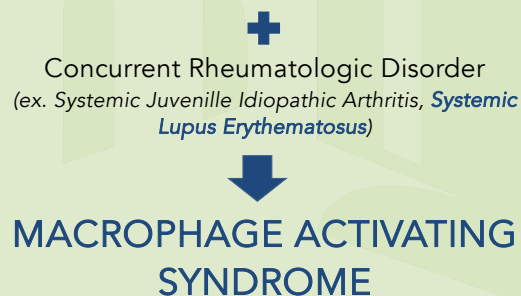 Concurrent Rheumatologic Disorder
(ex. Systemic Juvenille Idiopathic Arthritis, Systemic
Lupus Erythematosus)
MACROPHAGE ACTIVATING
SYNDROME